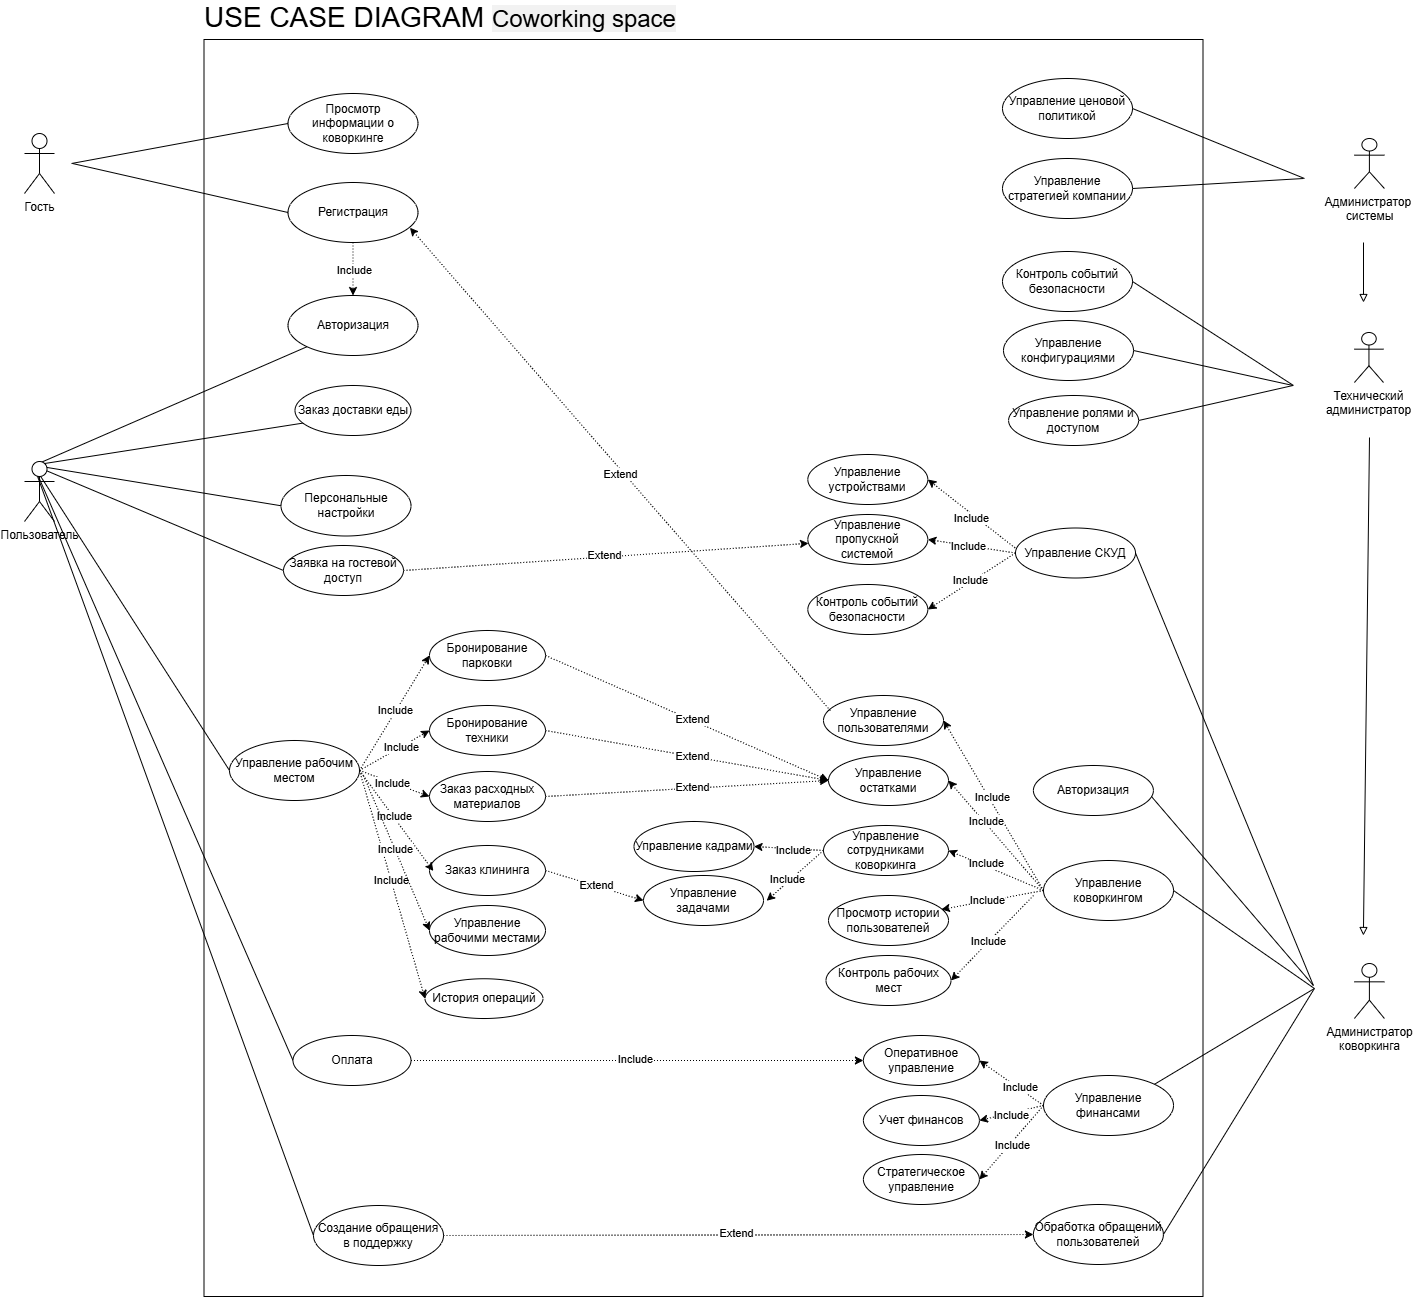 USE CASE DIAGRAM Coworking space
Просмотр
информации о
коворкинге
Гость
Регистрация
Include
Авторизация
Заказ доставки еды
Пользователь
Персональные
настройки
Заявка на гостевой
доступ
Extend
Extend
Управление ценовой
политикой
Управление
стратегией компании
Администратор
системы
Контроль событий
безопасности
Управление
конфигурациями
Управление ролями и
доступом
Технический
администратор
Управление
устройствами
Управление
пропускной
системой
Контроль событий
безопасности
Include
Include
Include
Управление СКУД
Бронирование
парковки
Бронирование
техники
Заказ расходных
материалов
Заказ клининга
Управление
рабочими местами
История операций
Управление рабочим
местом
Include
Include
Include
Include
Include
Include
Extend
Extend
Extend
Extend
Управление
пользователями
Управление
остатками
Управление
сотрудниками
коворкинга
Управление кадрами
Управление
задачами
Include
Include
Просмотр истории
пользователей
Контроль рабочих
мест
Include
Include
Include
Include
Include
Авторизация
Управление
коворкингом
Администратор
коворкинга
Оплата
Include
Оперативное
управление
Учет финансов
Стратегическое
управление
Include
Include
Include
Управление
финансами
Создание обращения
в поддержку
Extend
Обработка обращений
пользователей